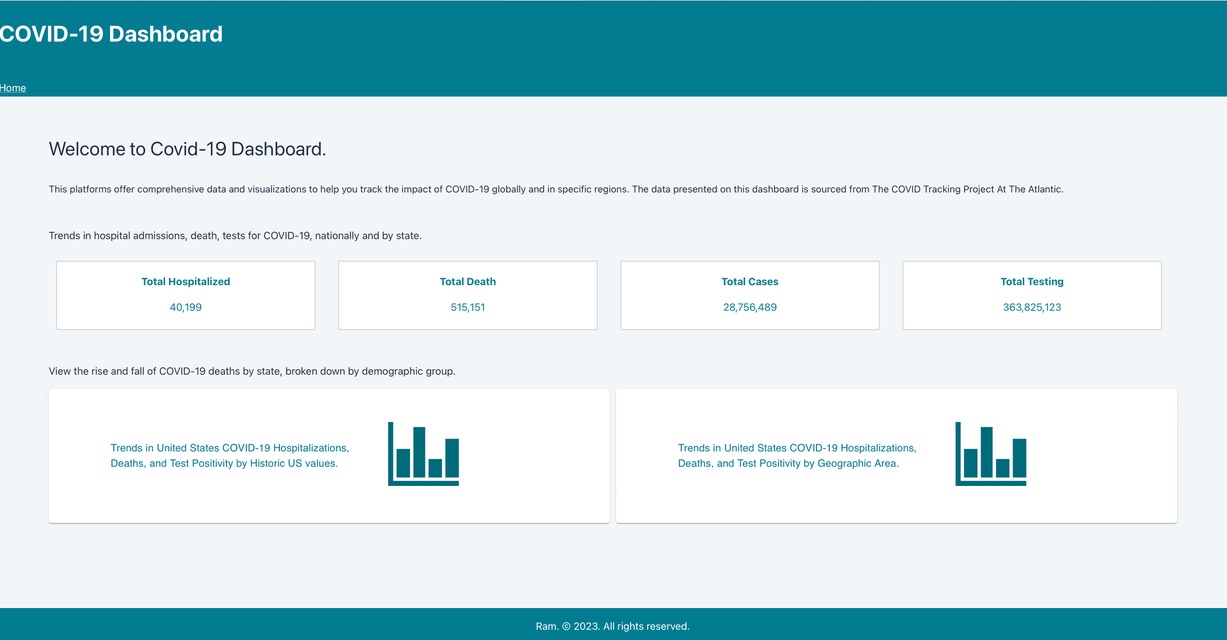 COVID-19 Dashboard
Home
Welcome to Covid-19 Dashboard.
This platforms offer comprehensive data and visualizations to help you track the impact of COVID-19 globally and in specific regions. The data presented on this dashboard is sourced from The COVID Tracking Project At The Atlantic.
Trends in hospital admissions, death, tests for COVID-19, nationally and by state.
Total Hospitalized
40,199
Total Death
515,151
Total Cases
28,756,489
Total Testing
363,825,123
View the rise and fall of COVID-19 deaths by state, broken down by demographic group.
Trends in United States COVID-19 Hospitalizations,
Deaths, and Test Positivity by Historic US values.
Trends in United States COVID-19 Hospitalizations,
Deaths, and Test Positivity by Geographic Area.
Ram. © 2023. All rights reserved.